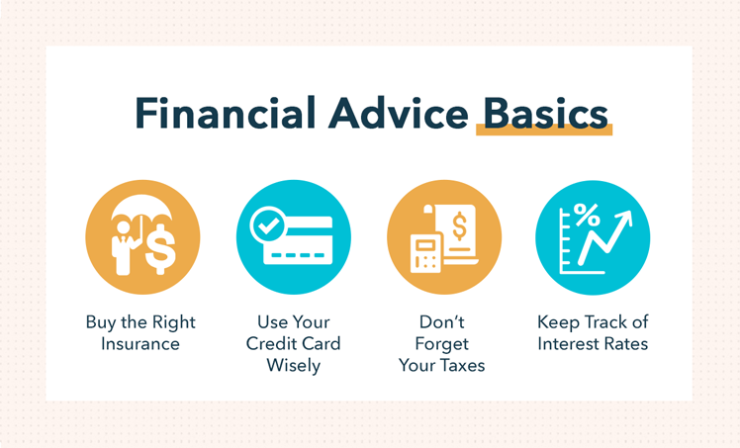 Financial Advice Basics
Buy the Right
Insurance
Use Your
Credit Card
Wisely
Don’t
Forget
Your Taxes
Keep Track of
Interest Rates
$
$
%